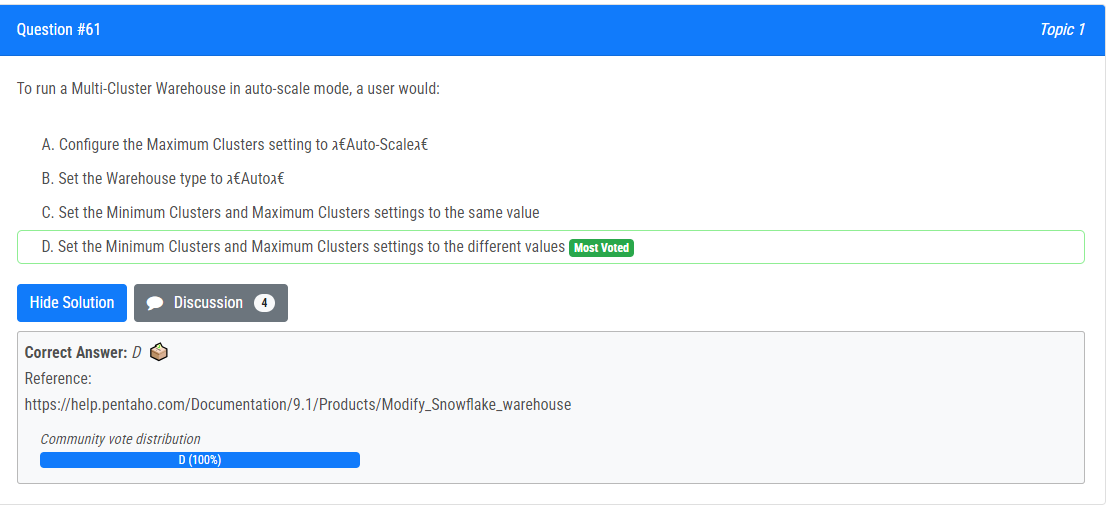 Question #61
Topic 1
To run a Multi-Cluster Warehouse in auto-scale mode, a user would:
A. Configure the Maximum Clusters setting to גג€Auto-Scaleג€
B. Set the Warehouse type to ג€Autoג€
C. Set the Minimum Clusters and Maximum Clusters settings to the same value
D. Set the Minimum Clusters and Maximum Clusters settings to the different values Most Voted
Hide Solution
Discussion 4
Correct Answer: D
Reference:
https://help.pentaho.com/Documentation/9.1/Products/Modify_Snowflake_warehouse
Community vote distribution
D (100%)